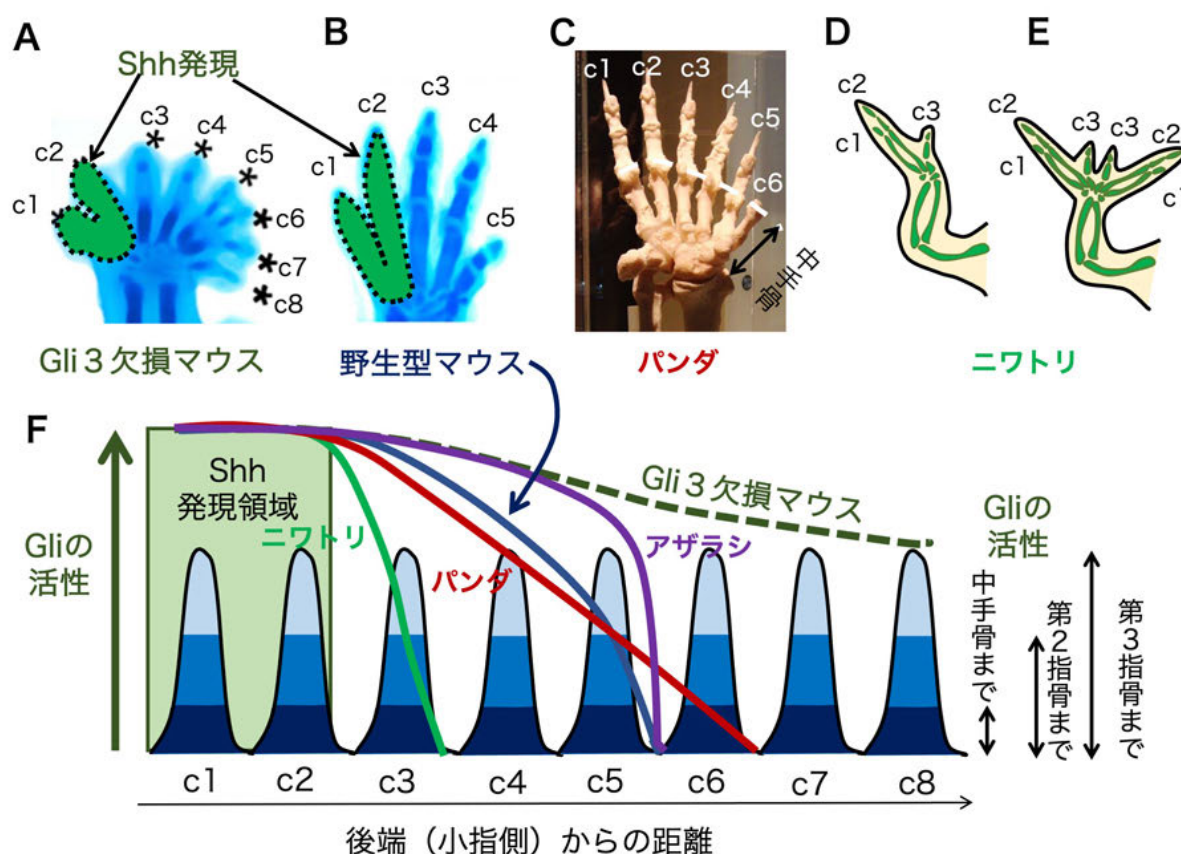 A
B
C
D
E
Shh発現
c1
c2
c3
c4
c5
c6
c7
c8
c1
c2
c3
c4
c5
c1
c2
c3
c4
c5
c6
中手骨
c2
c1
c3
c2
c1
c3
c3
c2
Gli３欠損マウス
野生型マウス
パンダ
ニワトリ
F
Shh
発現領域
Gliの
活性
ニワトリ
パンダ
アザラシ
Gli３欠損マウス
Gliの
活性
中手骨まで
第2指骨まで
第3指骨まで
c1
c2
c3
c4
c5
c6
c7
c8
後端（小指側）からの距離